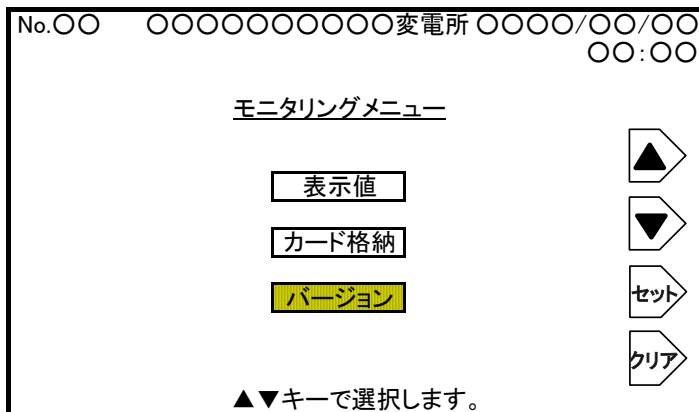 No.〇〇 〇〇〇〇〇〇〇〇〇〇変電所 〇〇〇〇/〇〇/〇〇
〇〇:〇〇
モニタリングメニュー
▲
表示値
▼
カード格納
セット
バージョン
クリア
▲▼キーで選択します。